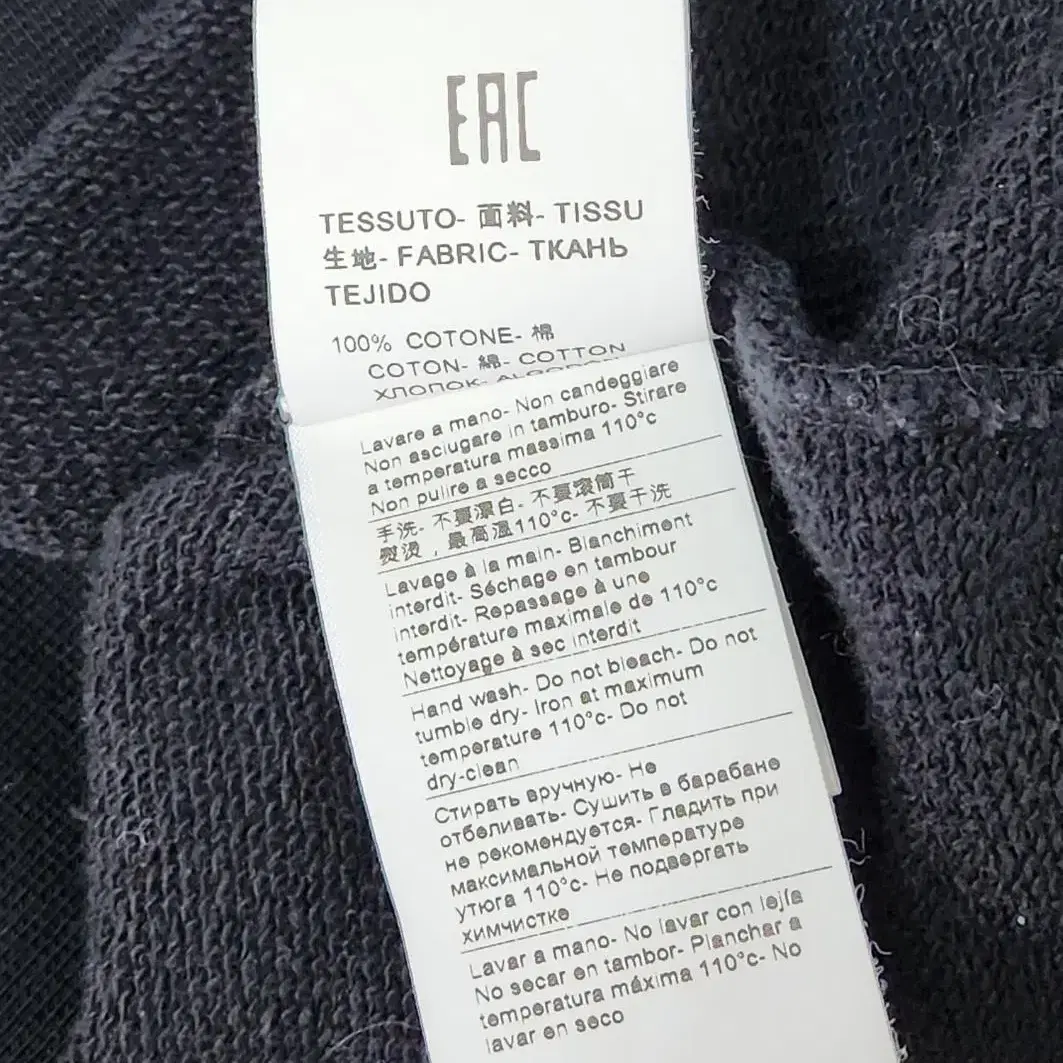 EAC
TESSUTO- 面料- TISSU
生地- FABRIC- ТКАНЬ
TEJIDO
100% COTONE- 棉
COTON- 綿- COTTON
ХЛОПОК-
Lavare a mano- Non candeggiare
Non asciugare in tamburo- Stirare
a temperatura massima 110°c
Non pulire a secco
手洗- 不要漂白- 不要滚筒干
熨烫，最高温110°c- 不要干洗
Lavage à la main- Blanchiment
interdit- Séchage en tambour
interdit- Repassage à une
température maximale de 110°c
Nettoyage à sec interdit
Hand wash- Do not bleach- Do not
tumble dry- Iron at maximum
temperature 110°c- Do not
dry-clean
Стирать вручную- Не
отбеливать- Сушить в барабане
не рекомендуется- Гладить при
максимальной температуре
утюга 110°c- Не подвергать
химчистке
Lavar a mano- No lavar con lejía
No secar en tambor- Planchar a
temperatura máxima 110°c- No
lavar en seco